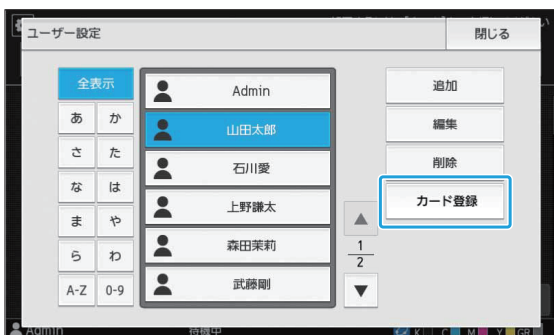 ユーザー設定
閉じる
全表示
あ か
さ た
な は
ま や
ら わ
A-Z 0-9
Admin
山田太郎
石川愛
上野謙太
森田茉莉
武藤剛
追加
編集
削除
カード登録
1
2
Admin
待機中
K C M Y GR